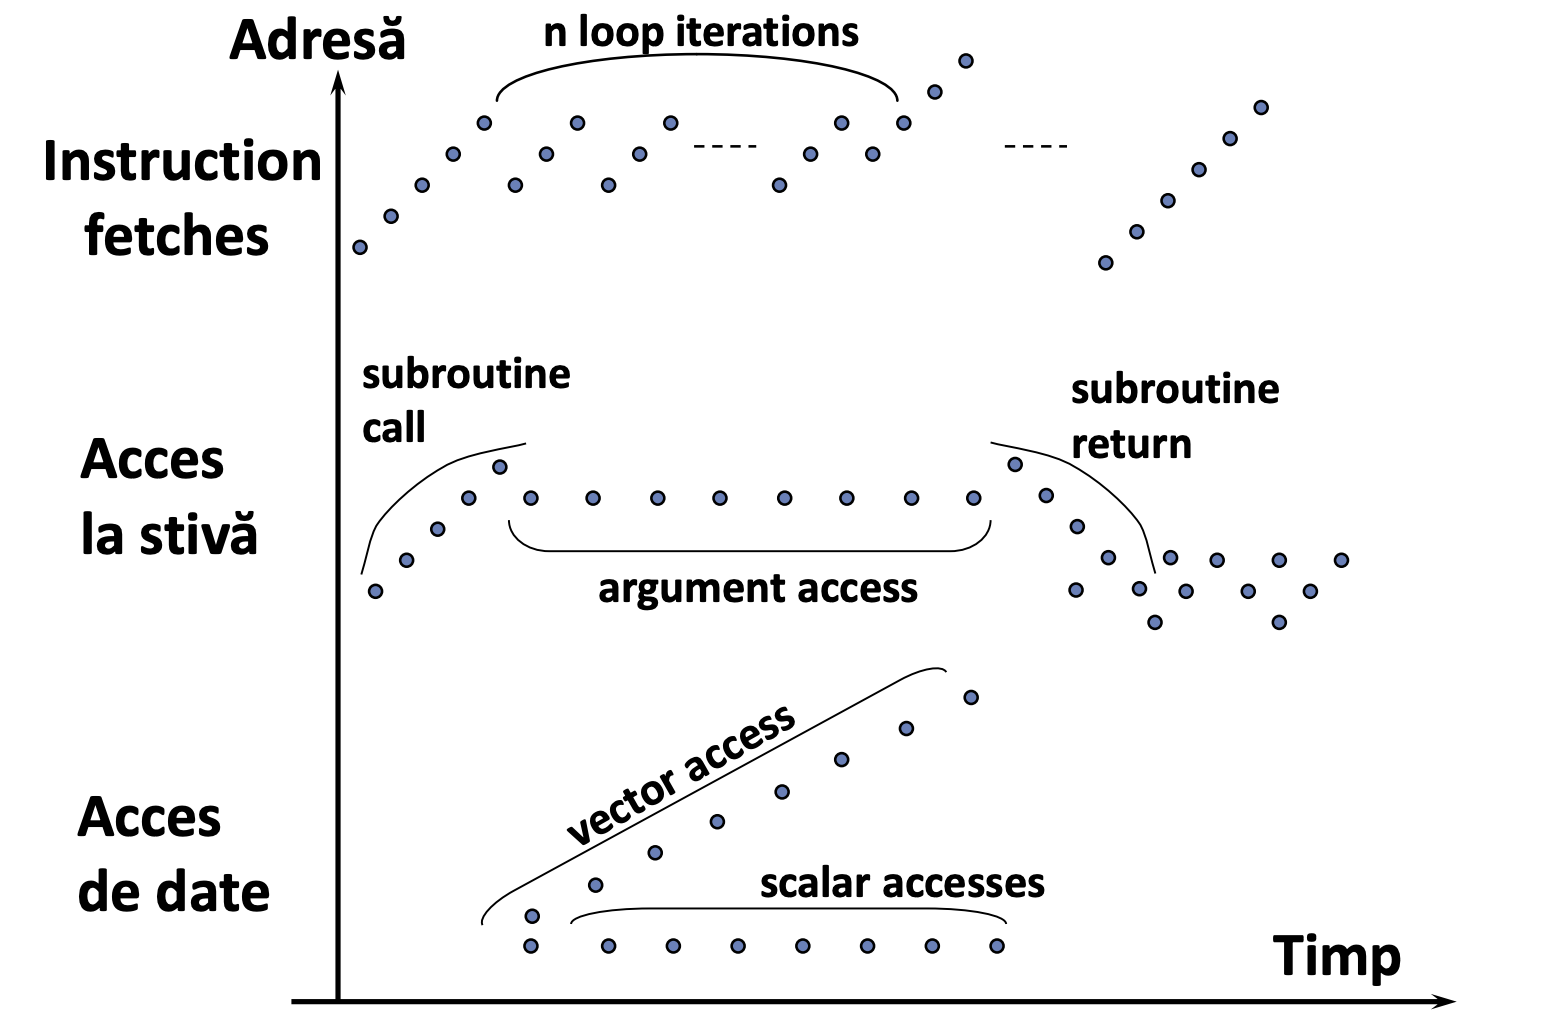 Adresă
n loop iterations
Instruction
fetches
subroutine
call
subroutine
return
Acces
la stivă
argument access
vector access
Acces
de date
scalar accesses
Timp